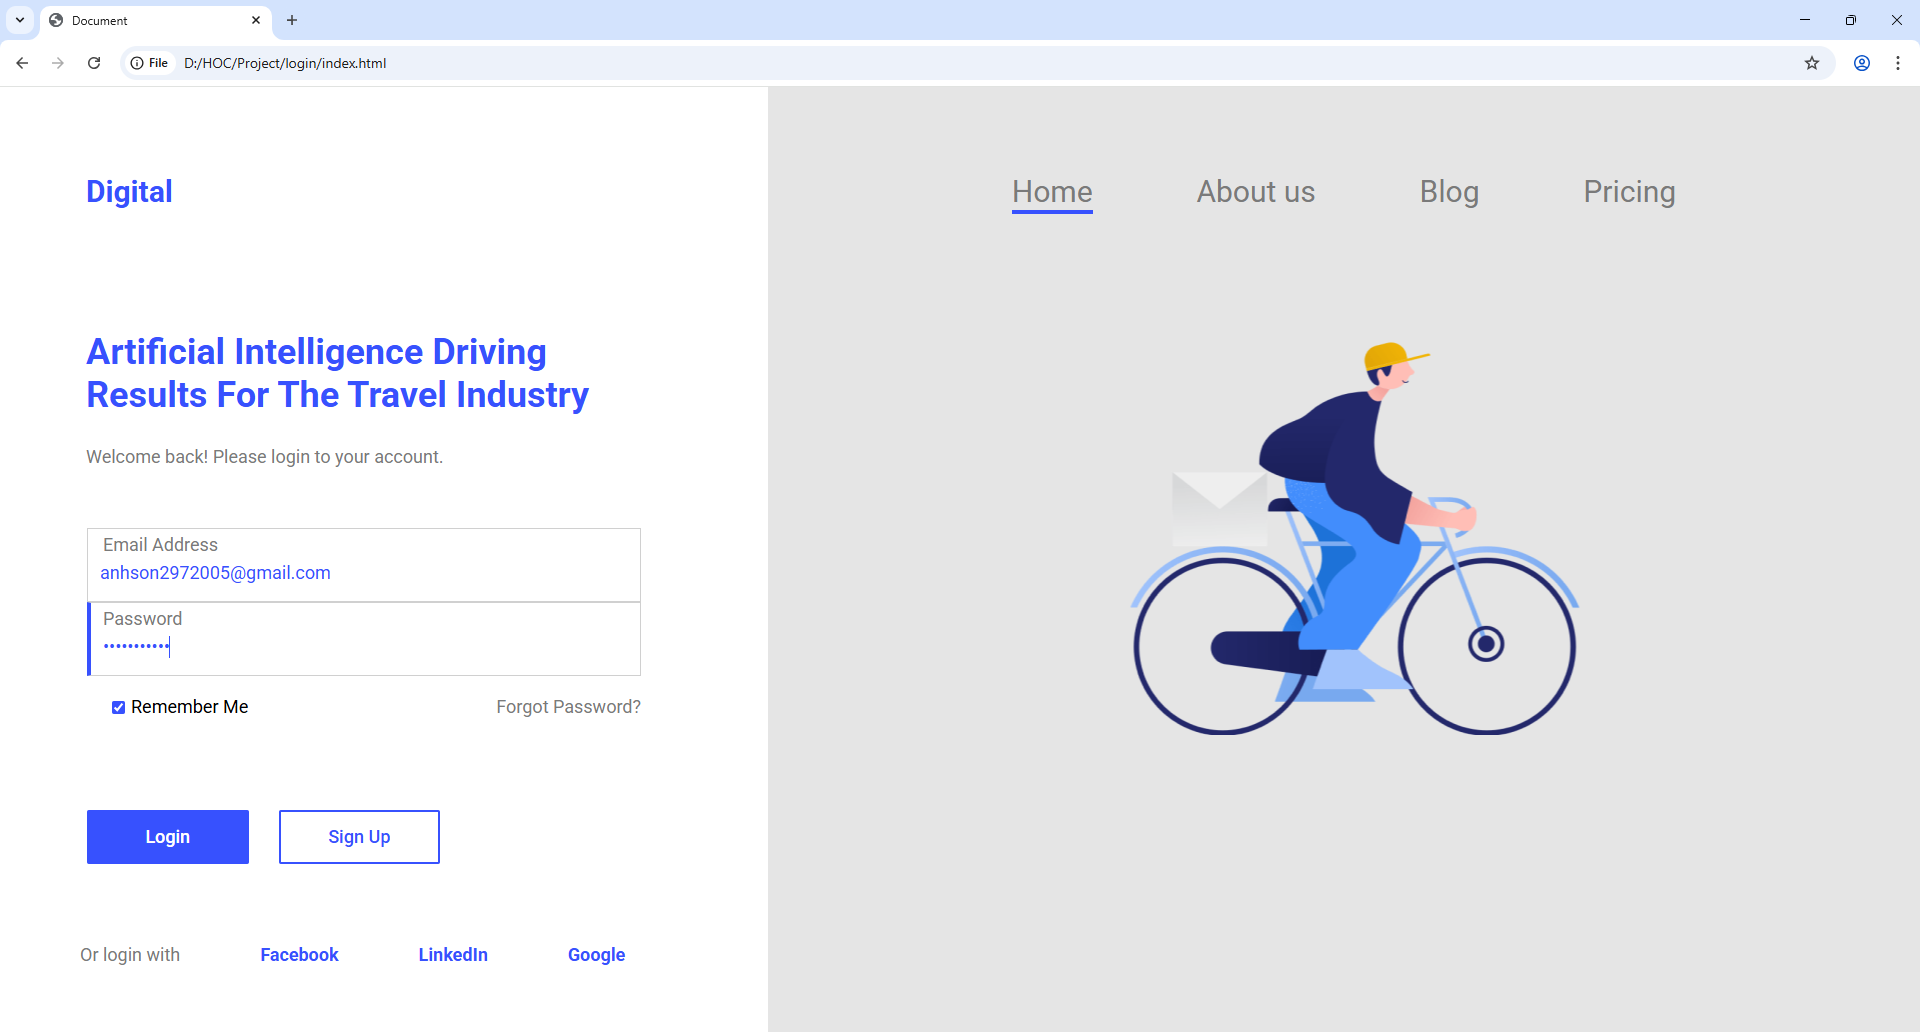 Document
File
D:/HOC/Project/login/index.html
Digital
Home
About us
Blog
Pricing
Artificial Intelligence Driving
Results For The Travel Industry
Welcome back! Please login to your account.
Email Address
anhson2972005@gmail.com
Password
•••••••••••
Remember Me
Forgot Password?
Login
Sign Up
Or login with
Facebook
LinkedIn
Google